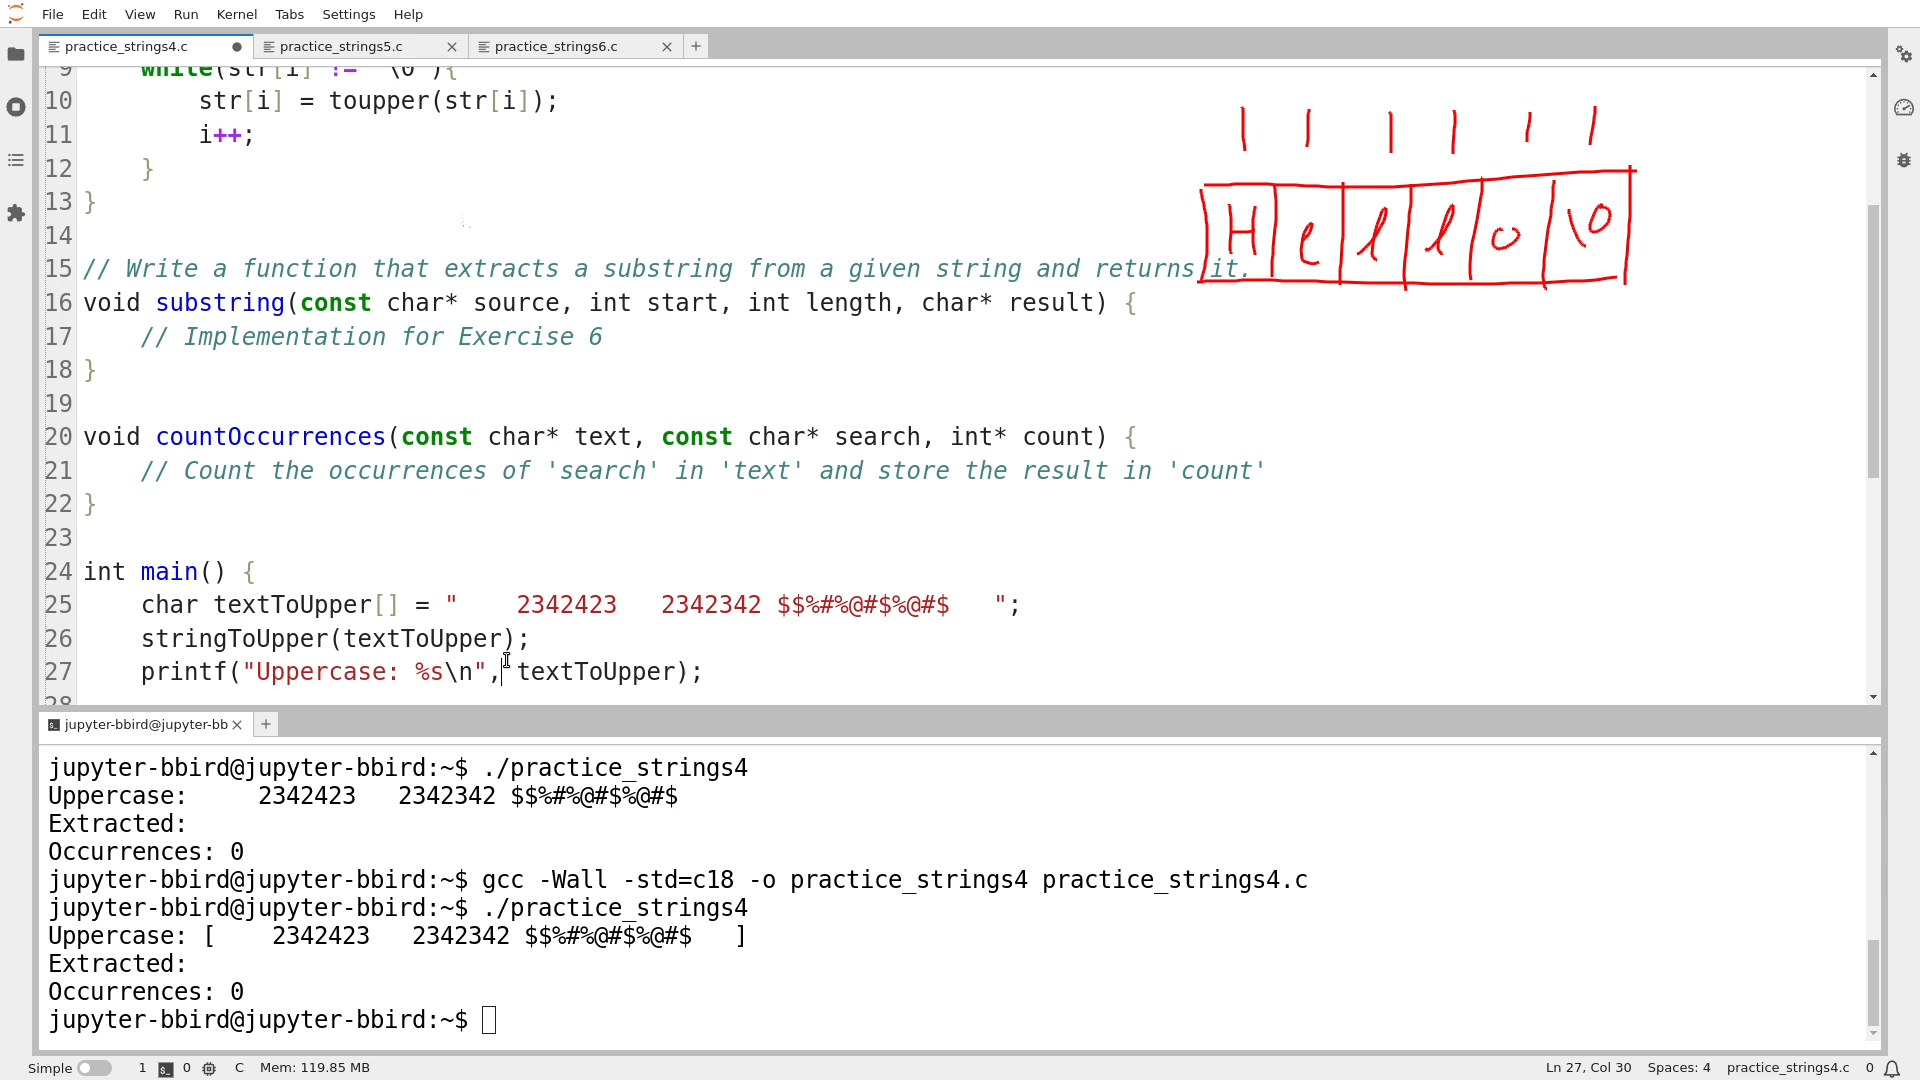 File Edit View Run Kernel Tabs Settings Help
practice_strings4.c practice_strings5.c practice_strings6.c
9 while(str[i] != '\0'){
10 str[i] = toupper(str[i]);
11 i++;
12 }
13 }
14
15 // Write a function that extracts a substring from a given string and returns it.
16 void substring(const char* source, int start, int length, char* result) {
17 // Implementation for Exercise 6
18 }
19
20 void countOccurrences(const char* text, const char* search, int* count) {
21 // Count the occurrences of 'search' in 'text' and store the result in 'count'
22 }
23
24 int main() {
25 char textToUpper[] = "    2342423   2342342 $$%#%@#$%@#$   ";
26 stringToUpper(textToUpper);
27 printf("Uppercase: %s\n", textToUpper);
28
H e l l o \0
jupyter-bbird@jupyter-bb
jupyter-bbird@jupyter-bbird:~$ ./practice_strings4
Uppercase:     2342423   2342342 $$%#%@#$%@#$
Extracted:
Occurrences: 0
jupyter-bbird@jupyter-bbird:~$ gcc -Wall -std=c18 -o practice_strings4 practice_strings4.c
jupyter-bbird@jupyter-bbird:~$ ./practice_strings4
Uppercase: [    2342423   2342342 $$%#%@#$%@#$   ]
Extracted:
Occurrences: 0
jupyter-bbird@jupyter-bbird:~$
Simple 1 0 C Mem: 119.85 MB Ln 27, Col 30 Spaces: 4 practice_strings4.c 0